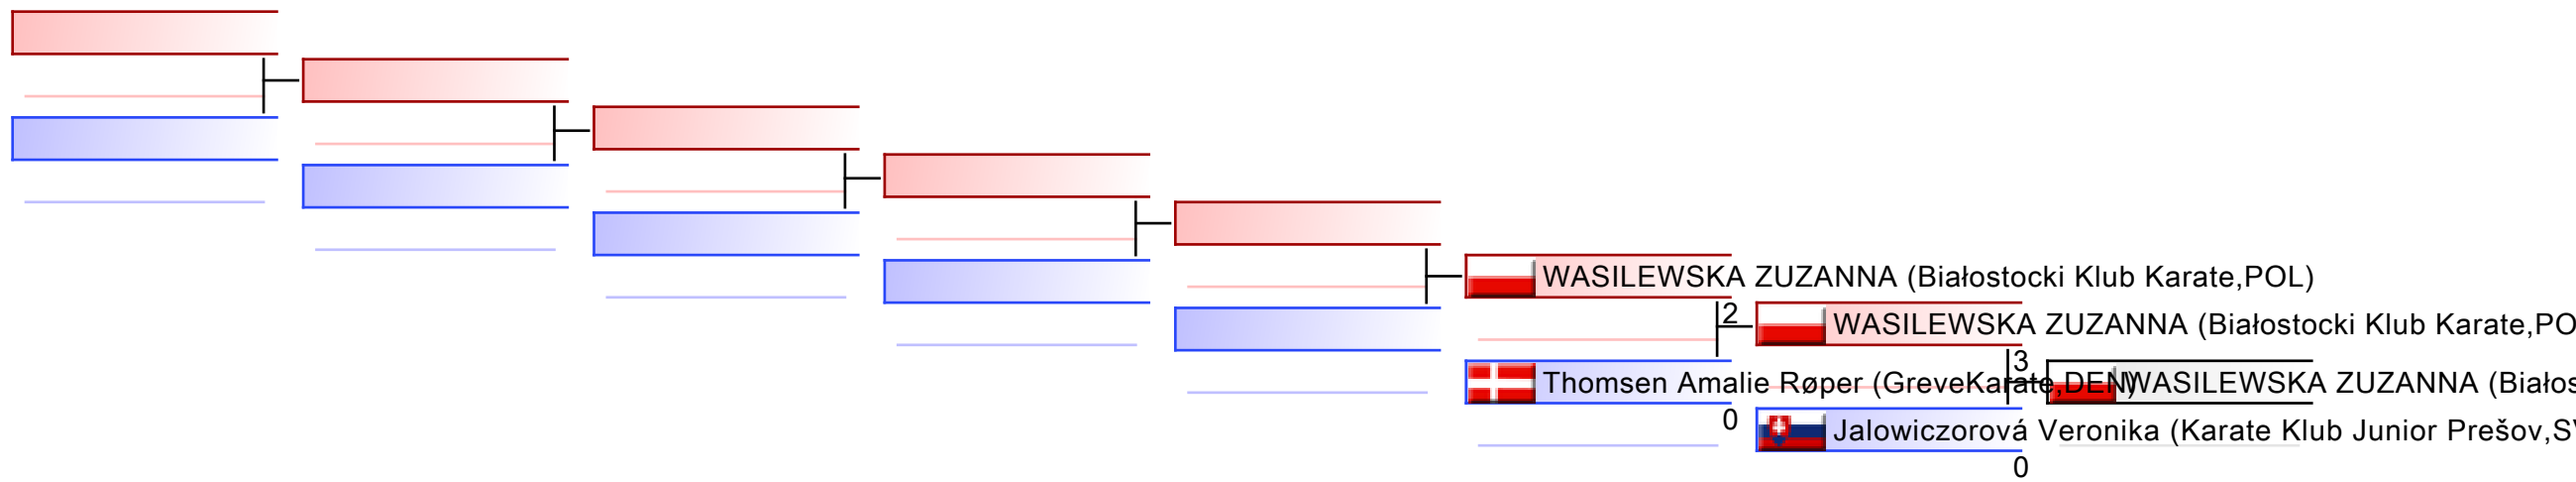 WASILEWSKA ZUZANNA (Białostocki Klub Karate,POL)
2
WASILEWSKA ZUZANNA (Białostocki Klub Karate,PO
3
Thomsen Amalie Røper (GreveKarate,DEN)
WASILEWSKA ZUZANNA (Białos
0
Jalowiczorová Veronika (Karate Klub Junior Prešov,S
0